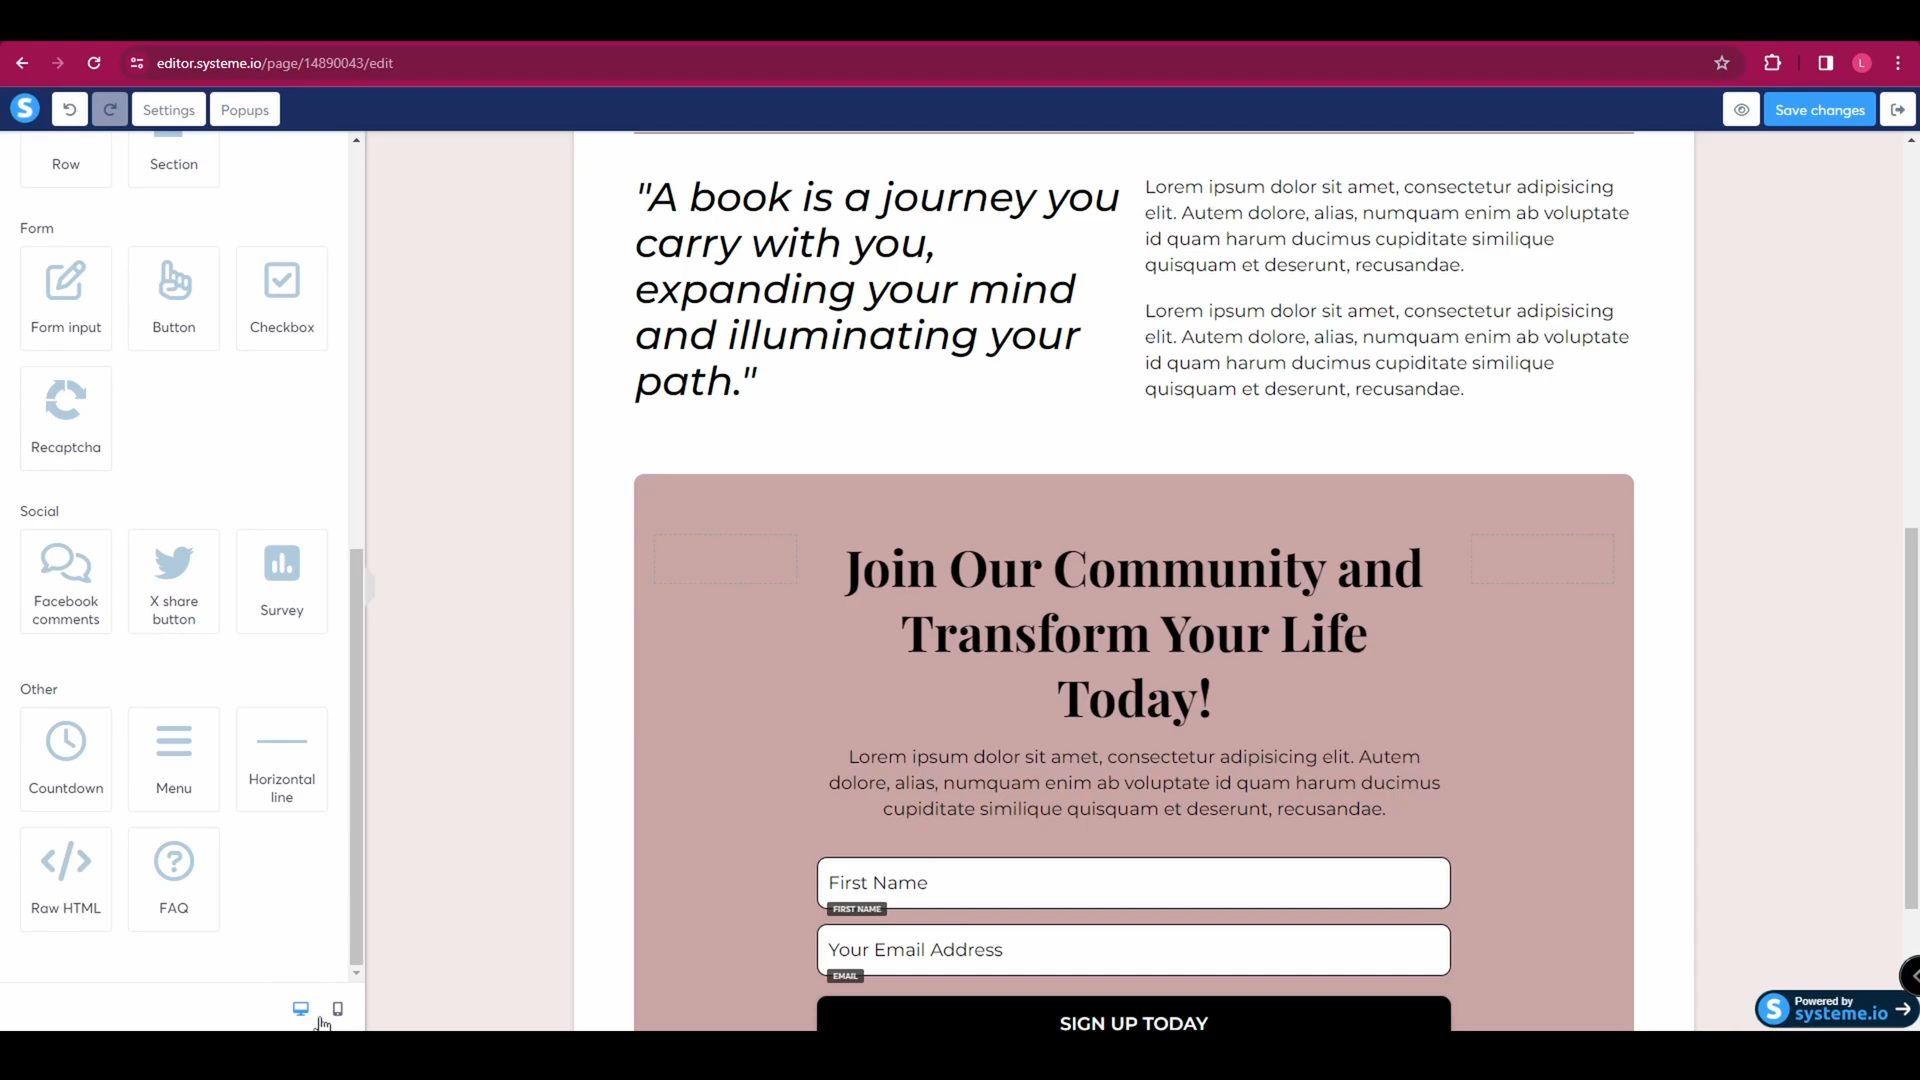 editor.systeme.io/page/14890043/edit
L
S
Settings
Popups
Save changes
Row
Section
Form
Form input
Button
Checkbox
Recaptcha
Social
Facebook
comments
X share
button
Survey
Other
Countdown
Menu
Horizontal
line
Raw HTML
FAQ
"A book is a journey you
carry with you,
expanding your mind
and illuminating your
path."
Lorem ipsum dolor sit amet, consectetur adipisicing
elit. Autem dolore, alias, numquam enim ab voluptate
id quam harum ducimus cupiditate similique
quisquam et deserunt, recusandae.
Lorem ipsum dolor sit amet, consectetur adipisicing
elit. Autem dolore, alias, numquam enim ab voluptate
id quam harum ducimus cupiditate similique
quisquam et deserunt, recusandae.
Join Our Community and
Transform Your Life
Today!
Lorem ipsum dolor sit amet, consectetur adipisicing elit. Autem
dolore, alias, numquam enim ab voluptate id quam harum ducimus
cupiditate similique quisquam et deserunt, recusandae.
First Name
FIRST NAME
Your Email Address
EMAIL
SIGN UP TODAY
S
Powered by
systeme.io